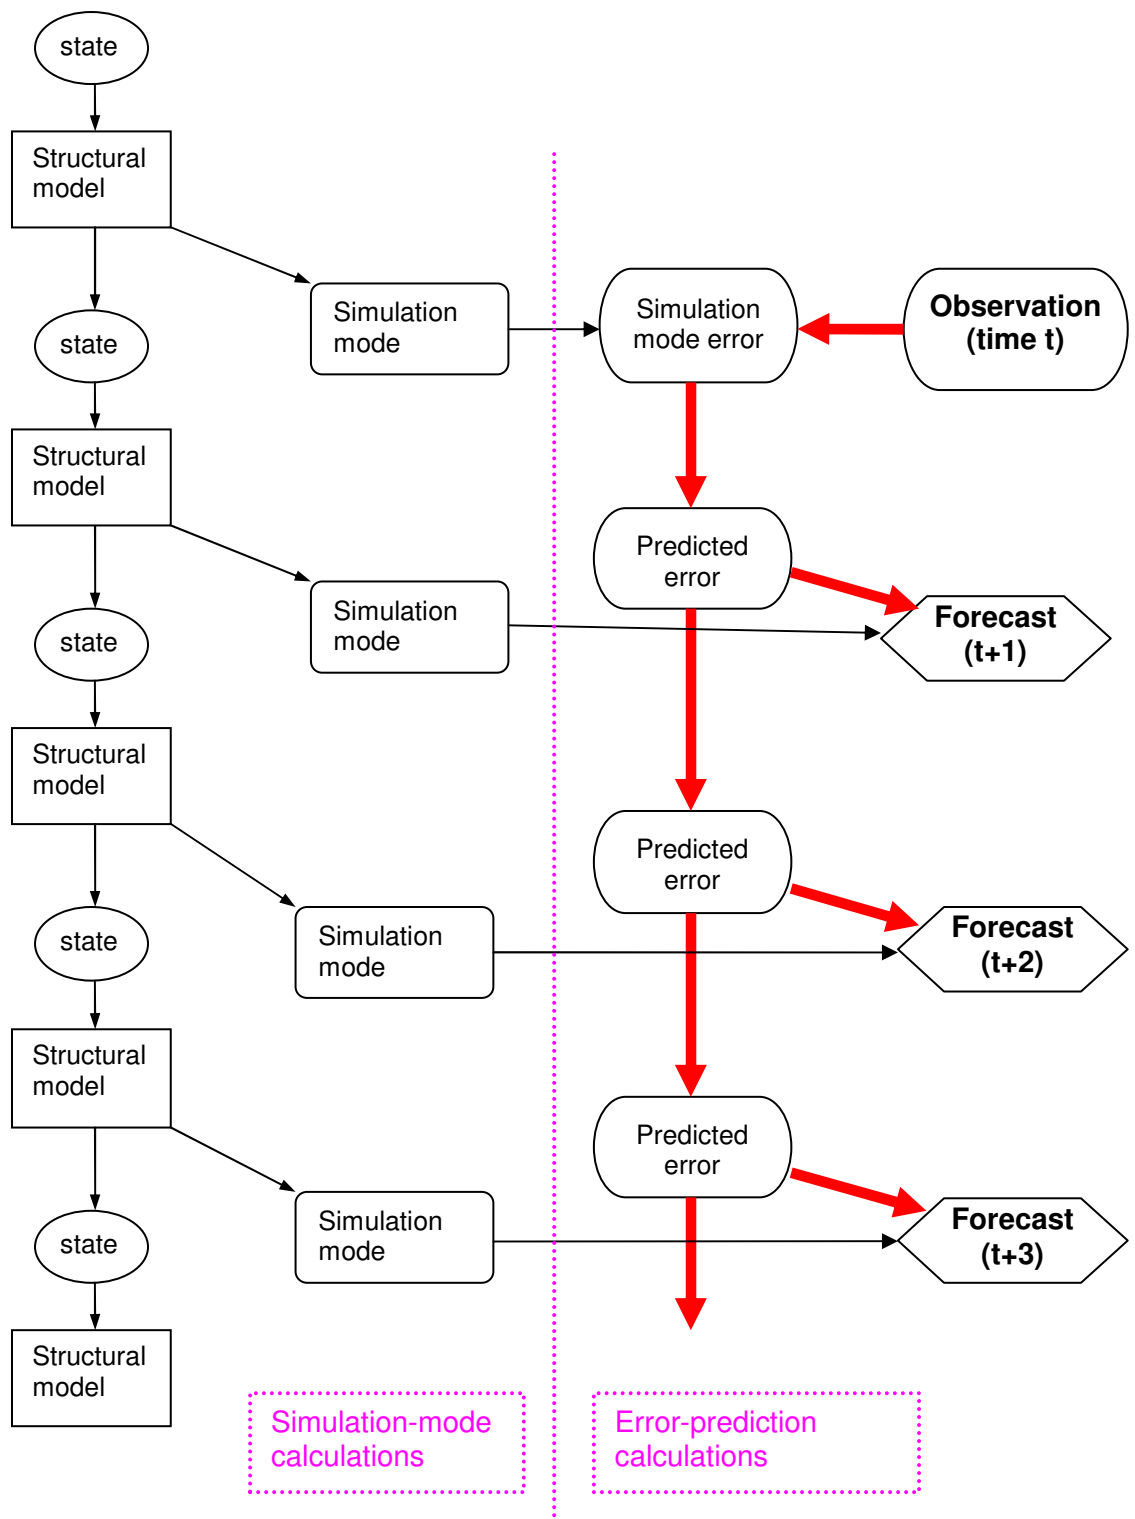 state
Structural
model
Simulation
mode
Simulation
mode error
Observation
(time t)
state
Structural
model
Predicted
error
Simulation
mode
Forecast
(t+1)
state
Structural
model
Predicted
error
Simulation
mode
Forecast
(t+2)
state
Structural
model
Predicted
error
Simulation
mode
Forecast
(t+3)
state
Structural
model
Simulation-mode
calculations
Error-prediction
calculations